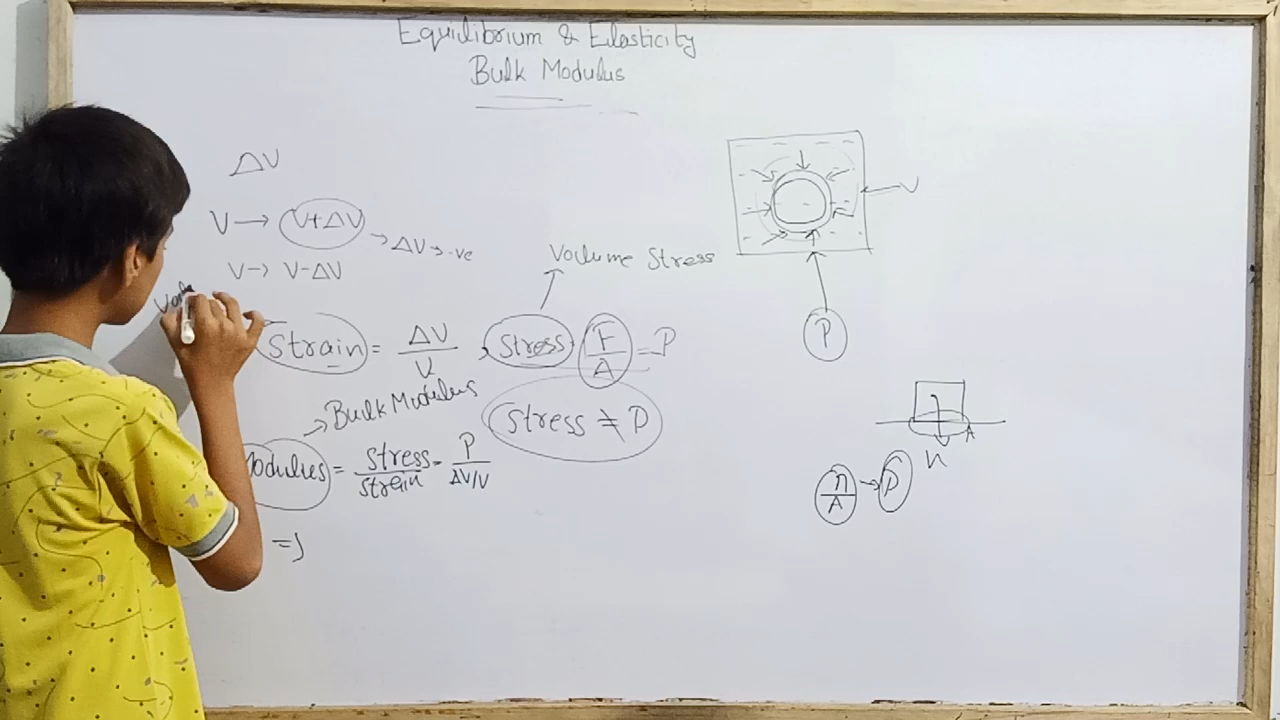 Equilibrium & Elasticity
Bulk Modulus
ΔV
V → V+ΔV → ΔV → -ve
V → V-ΔV
Volume Stress
← V
P
Strain = ΔV/V , Stress F/A = P
→ Bulk Modulus
Stress ≠ P
Modulus = Stress/Strain = P/ΔV/V
A
n
n/A → P